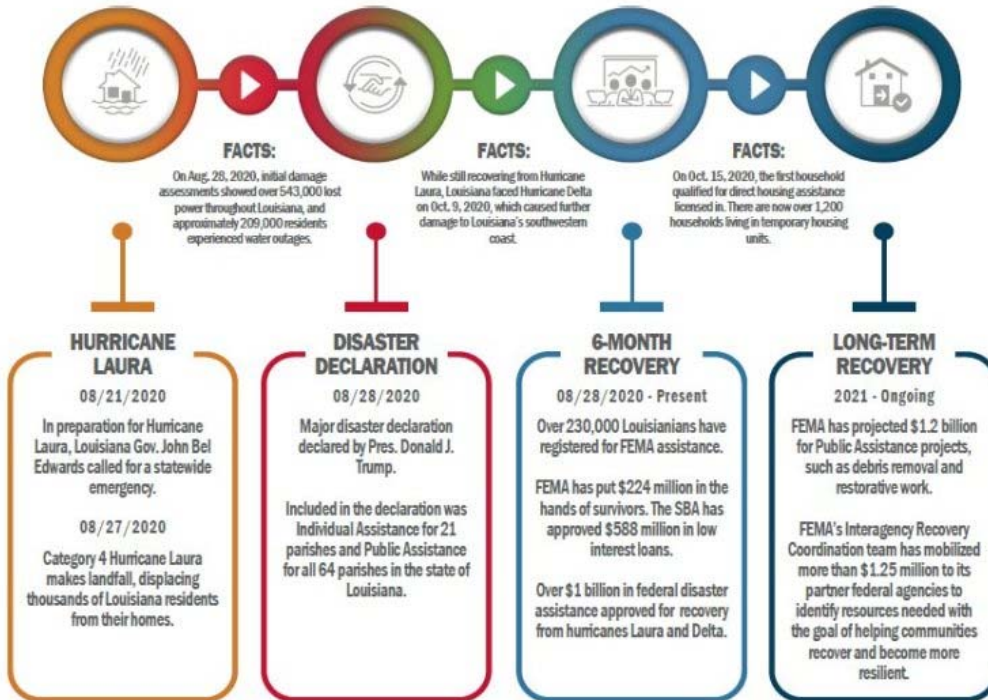 FACTS:
On Aug. 28, 2020, initial damage
assessments showed over 543,000 lost
power throughout Louisiana, and
approximately 209,000 residents
experienced water outages.
FACTS:
While still recovering from Hurricane
Laura, Louisiana faced Hurricane Delta
on Oct. 9, 2020, which caused further
damage to Louisiana's southwestern
coast.
FACTS:
On Oct. 15, 2020, the first household
qualified for direct housing assistance
licensed in. There are now over 1,200
households living in temporary housing
units.
HURRICANE
LAURA
08/21/2020
In preparation for Hurricane
Laura, Louisiana Gov. John Bel
Edwards called for a statewide
emergency.
08/27/2020
Category 4 Hurricane Laura
makes landfall, displacing
thousands of Louisiana residents
from their homes.
DISASTER
DECLARATION
08/28/2020
Major disaster declaration
declared by Pres. Donald J.
Trump.
Included in the declaration was
Individual Assistance for 21
parishes and Public Assistance
for all 64 parishes in the state of
Louisiana.
6-MONTH
RECOVERY
08/28/2020 - Present
Over 230,000 Louisianians have
registered for FEMA assistance.
FEMA has put $224 million in the
hands of survivors. The SBA has
approved $588 million in low
interest loans.
Over $1 billion in federal disaster
assistance approved for recovery
from hurricanes Laura and Delta.
LONG-TERM
RECOVERY
2021 - Ongoing
FEMA has projected $1.2 billion
for Public Assistance projects,
such as debris removal and
restorative work.
FEMA's Interagency Recovery
Coordination team has mobilized
more than $1.25 million to its
partner federal agencies to
identify resources needed with
the goal of helping communities
recover and become more
resilient.